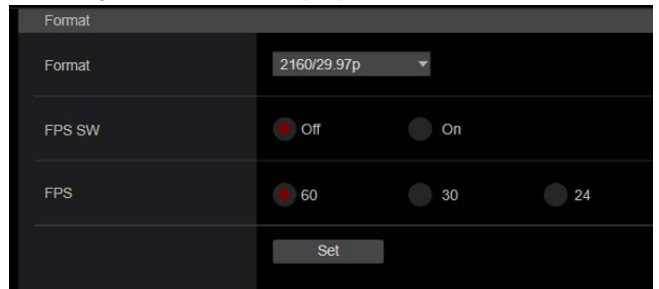 Format
Format 2160/29.97p
FPS SW Off On
FPS 60 30 24
Set